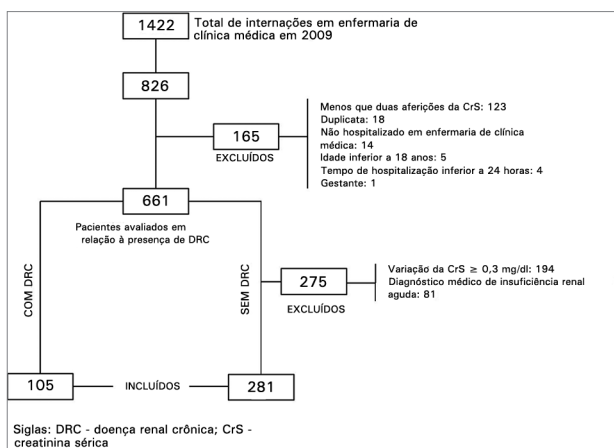 1422
Total de internações em enfermaria de
clínica médica em 2009
826
165
EXCLUÍDOS
Menos que duas aferições da CrS: 123
Duplicata: 18
Não hospitalizado em enfermaria de clínica
médica: 14
Idade inferior a 18 anos: 5
Tempo de hospitalização inferior a 24 horas: 4
Gestante: 1
661
Pacientes avaliados em
relação à presença de DRC
COM DRC
SEM DRC
275
EXCLUÍDOS
Variação da CrS ≥ 0,3 mg/dl: 194
Diagnóstico médico de insuficiência renal
aguda: 81
105
INCLUÍDOS
281
Siglas: DRC - doença renal crônica; CrS -
creatinina sérica